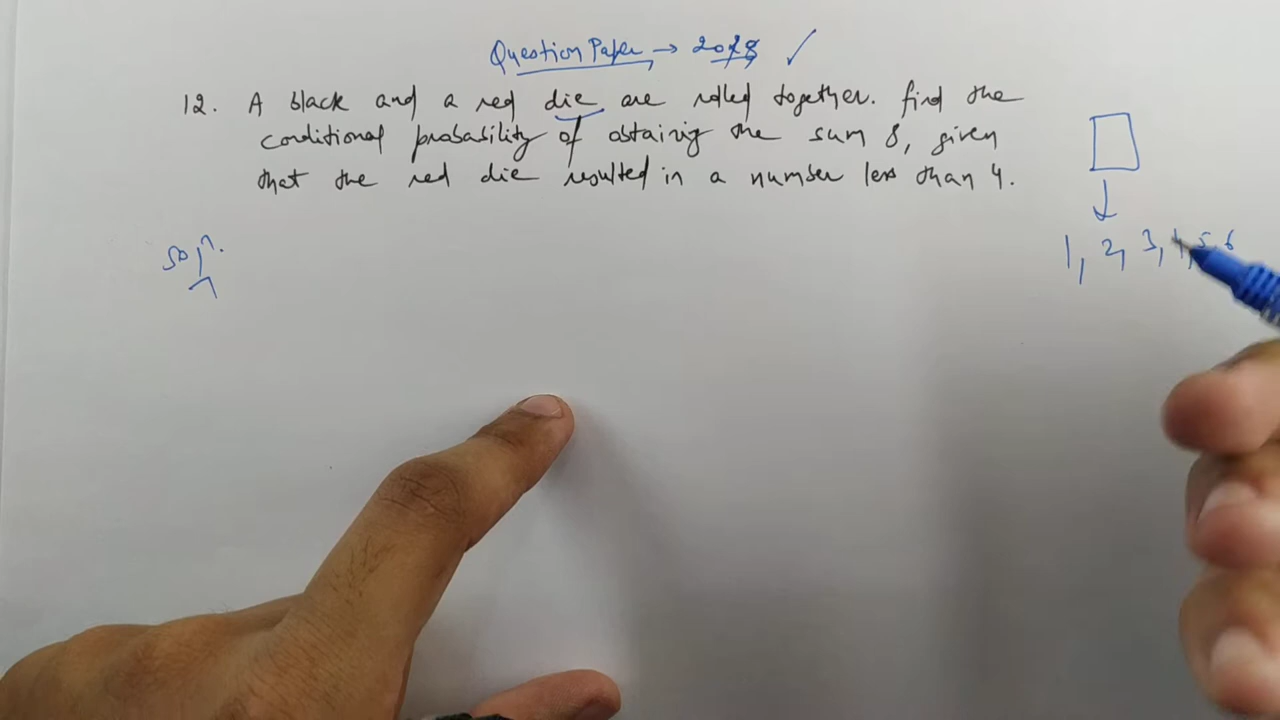 Question Paper → 2018 ✓
12. A black and a red die are rolled together. find the
conditional probability of obtaining the sum 8, given
that the red die resulted in a number less than 4.
Solⁿ.
1, 2, 3, 4, 5, 6